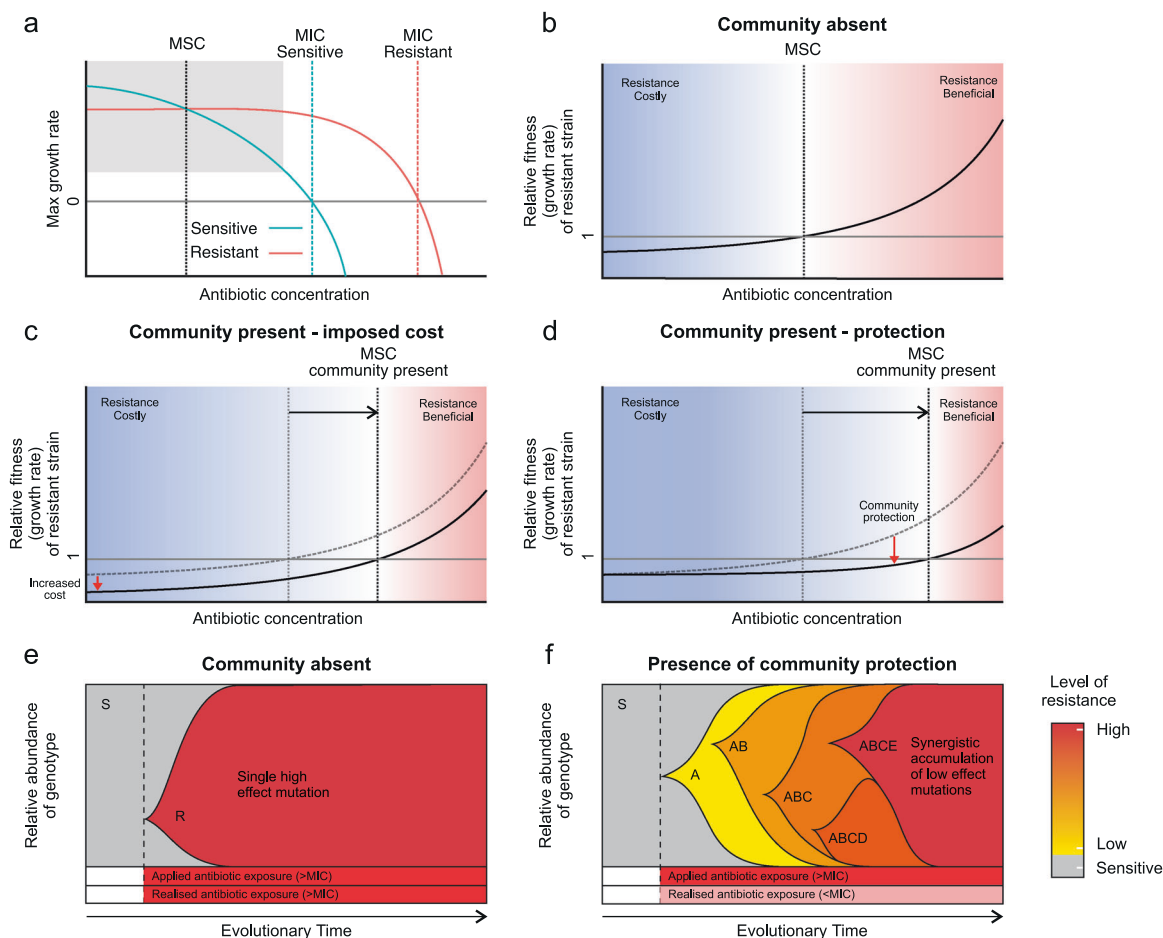 a
MSC
MIC
Sensitive
MIC
Resistant
Max growth rate
0
Sensitive
Resistant
Antibiotic concentration
b
Community absent
MSC
Resistance
Costly
Resistance
Beneficial
Relative fitness
(growth rate)
of resistant strain
1
Antibiotic concentration
c
Community present - imposed cost
MSC
community present
Resistance
Costly
Resistance
Beneficial
Relative fitness
(growth rate)
of resistant strain
1
Increased
cost
Antibiotic concentration
d
Community present - protection
MSC
community present
Resistance
Costly
Resistance
Beneficial
Relative fitness
(growth rate)
of resistant strain
1
Community
protection
Antibiotic concentration
e
Community absent
Relative abundance
of genotype
S
R
Single high
effect mutation
Applied antibiotic exposure (>MIC)
Realised antibiotic exposure (>MIC)
Evolutionary Time
f
Presence of community protection
Relative abundance
of genotype
S
A
AB
ABC
ABCD
ABCE
Synergistic
accumulation
of low effect
mutations
Applied antibiotic exposure (>MIC)
Realised antibiotic exposure (<MIC)
Evolutionary Time
Level of
resistance
High
Low
Sensitive